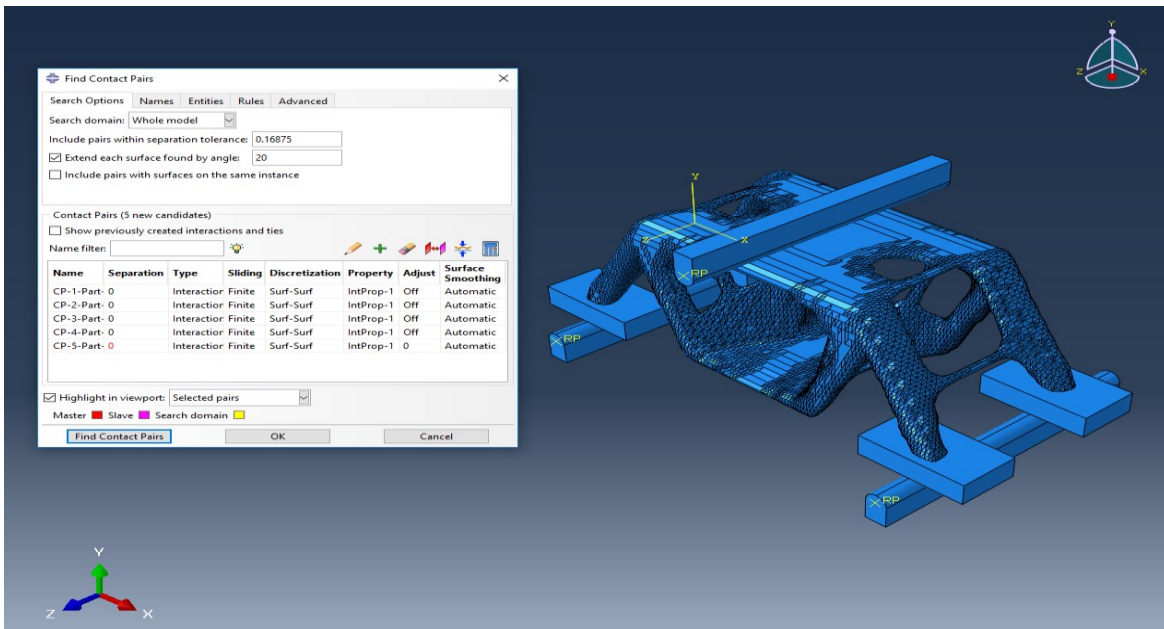 Find Contact Pairs
Search Options Names Entities Rules Advanced
Search domain: Whole model
Include pairs within separation tolerance: 0.16875
Extend each surface found by angle: 20
Include pairs with surfaces on the same instance
Contact Pairs (5 new candidates)
Show previously created interactions and ties
Name filter:
Name Separation Type Sliding Discretization Property Adjust Surface Smoothing
CP-1-Part- 0 Interactior Finite Surf-Surf IntProp-1 Off Automatic
CP-2-Part- 0 Interactior Finite Surf-Surf IntProp-1 Off Automatic
CP-3-Part- 0 Interactior Finite Surf-Surf IntProp-1 Off Automatic
CP-4-Part- 0 Interactior Finite Surf-Surf IntProp-1 Off Automatic
CP-5-Part- 0 Interactior Finite Surf-Surf IntProp-1 0 Automatic
Highlight in viewport: Selected pairs
Master Slave Search domain
Find Contact Pairs OK Cancel
Y
Z X
Y
Z X
RP
RP
RP
Y
Z X